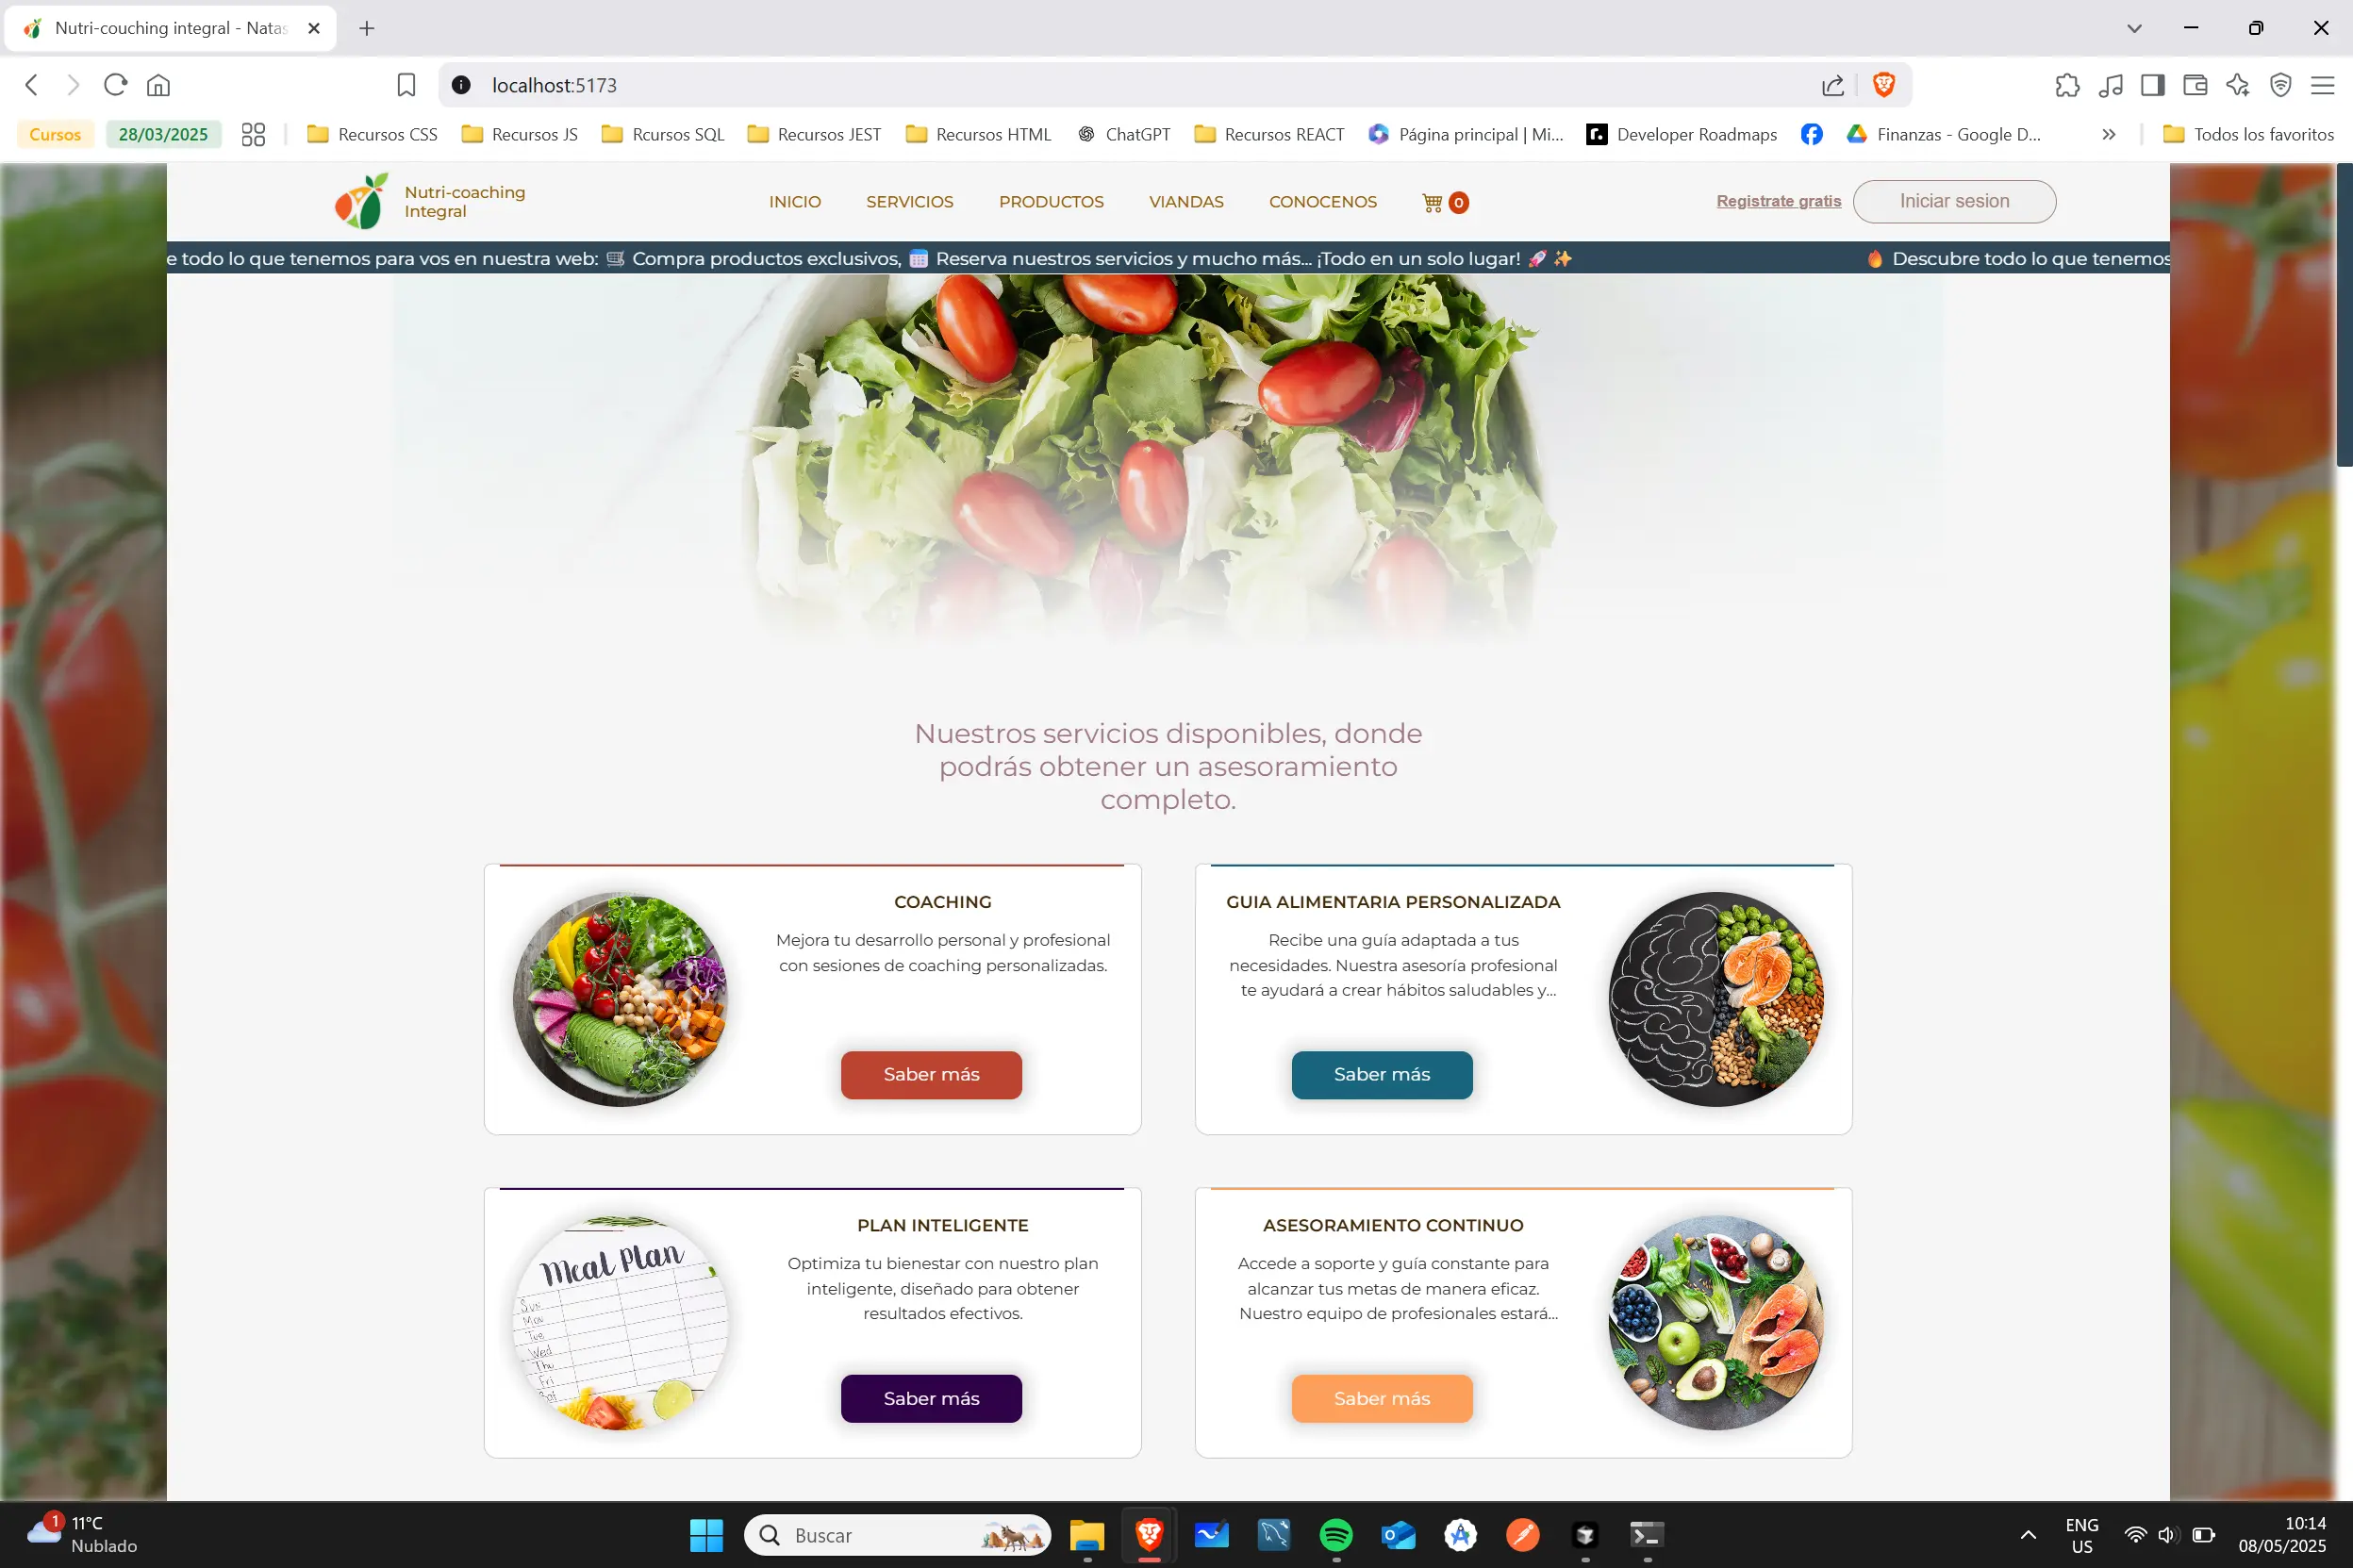 Nutri-couching integral - Natas
localhost:5173
Cursos
28/03/2025
Recursos CSS
Recursos JS
Rcursos SQL
Recursos JEST
Recursos HTML
ChatGPT
Recursos REACT
Página principal | Mi...
Developer Roadmaps
Finanzas - Google D...
Todos los favoritos
Nutri-coaching
Integral
INICIO
SERVICIOS
PRODUCTOS
VIANDAS
CONOCENOS
0
Registrate gratis
Iniciar sesion
e todo lo que tenemos para vos en nuestra web: 🛒 Compra productos exclusivos, 🗓️ Reserva nuestros servicios y mucho más... ¡Todo en un solo lugar! 🚀 ✨
🔥 Descubre todo lo que tenemos
Nuestros servicios disponibles, donde
podrás obtener un asesoramiento
completo.
COACHING
Mejora tu desarrollo personal y profesional
con sesiones de coaching personalizadas.
Saber más
GUIA ALIMENTARIA PERSONALIZADA
Recibe una guía adaptada a tus
necesidades. Nuestra asesoría profesional
te ayudará a crear hábitos saludables y...
Saber más
Meal Plan
Sun
Mon
Tue
Wed
Thu
Fri
Sat
PLAN INTELIGENTE
Optimiza tu bienestar con nuestro plan
inteligente, diseñado para obtener
resultados efectivos.
Saber más
ASESORAMIENTO CONTINUO
Accede a soporte y guía constante para
alcanzar tus metas de manera eficaz.
Nuestro equipo de profesionales estará...
Saber más
1
11°C
Nublado
Buscar
ENG
US
10:14
08/05/2025